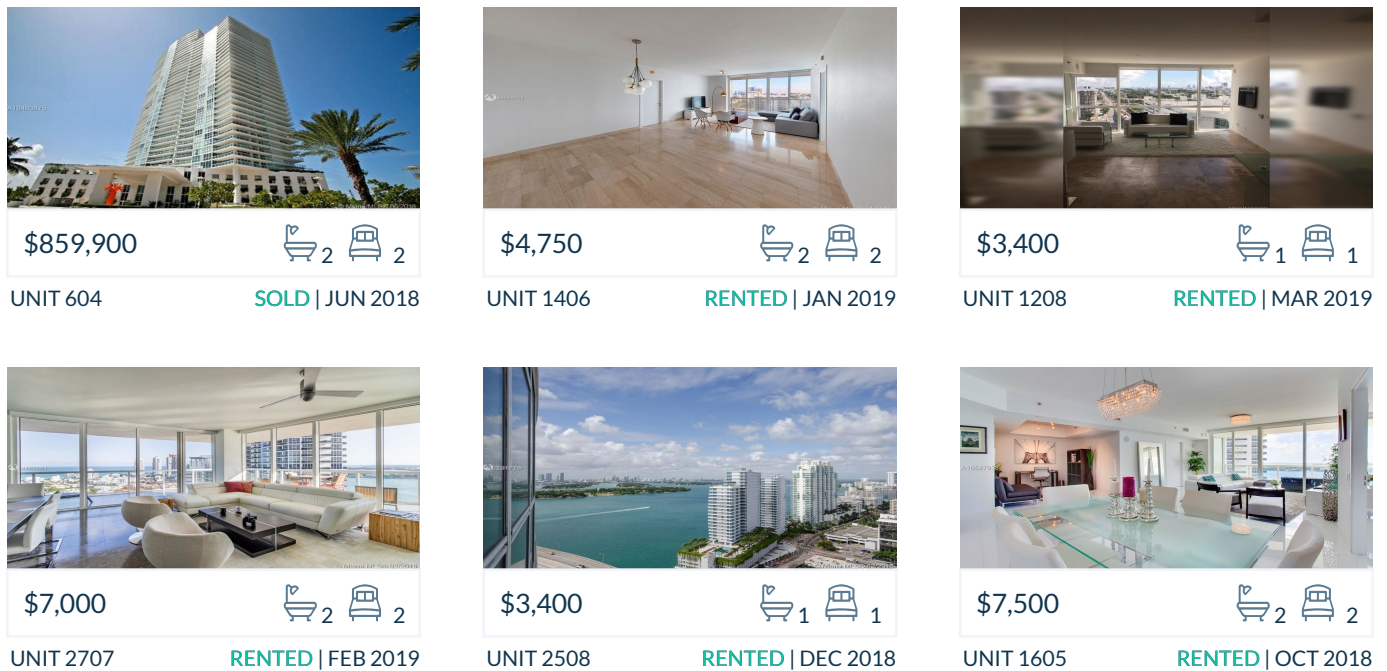 $859,900 2 2
UNIT 604 SOLD | JUN 2018
$4,750 2 2
UNIT 1406 RENTED | JAN 2019
$3,400 1 1
UNIT 1208 RENTED | MAR 2019
$7,000 2 2
UNIT 2707 RENTED | FEB 2019
$3,400 1 1
UNIT 2508 RENTED | DEC 2018
$7,500 2 2
UNIT 1605 RENTED | OCT 2018